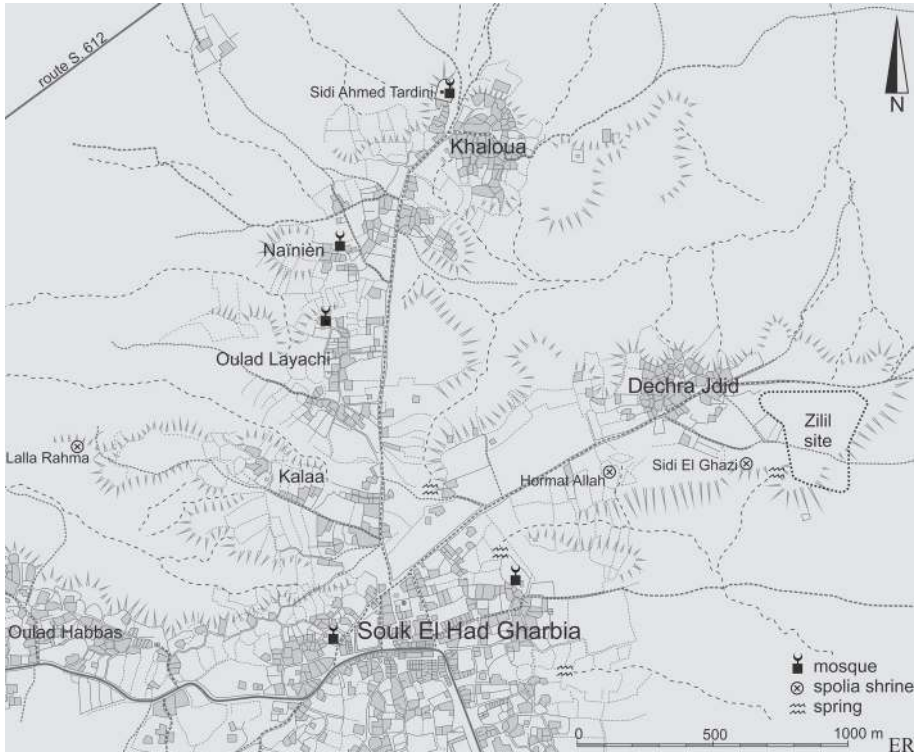 route S. 612
Sidi Ahmed Tardini
N
Khaloua
Naïnièn
Oulad Layachi
Dechra Jdid
Zilil
site
Lalla Rahma
Kalaa
Hormat Allah
Sidi El Ghazi
Oulad Habbas
Souk El Had Gharbia
mosque
spolia shrine
spring
0 500 1000 m
ER